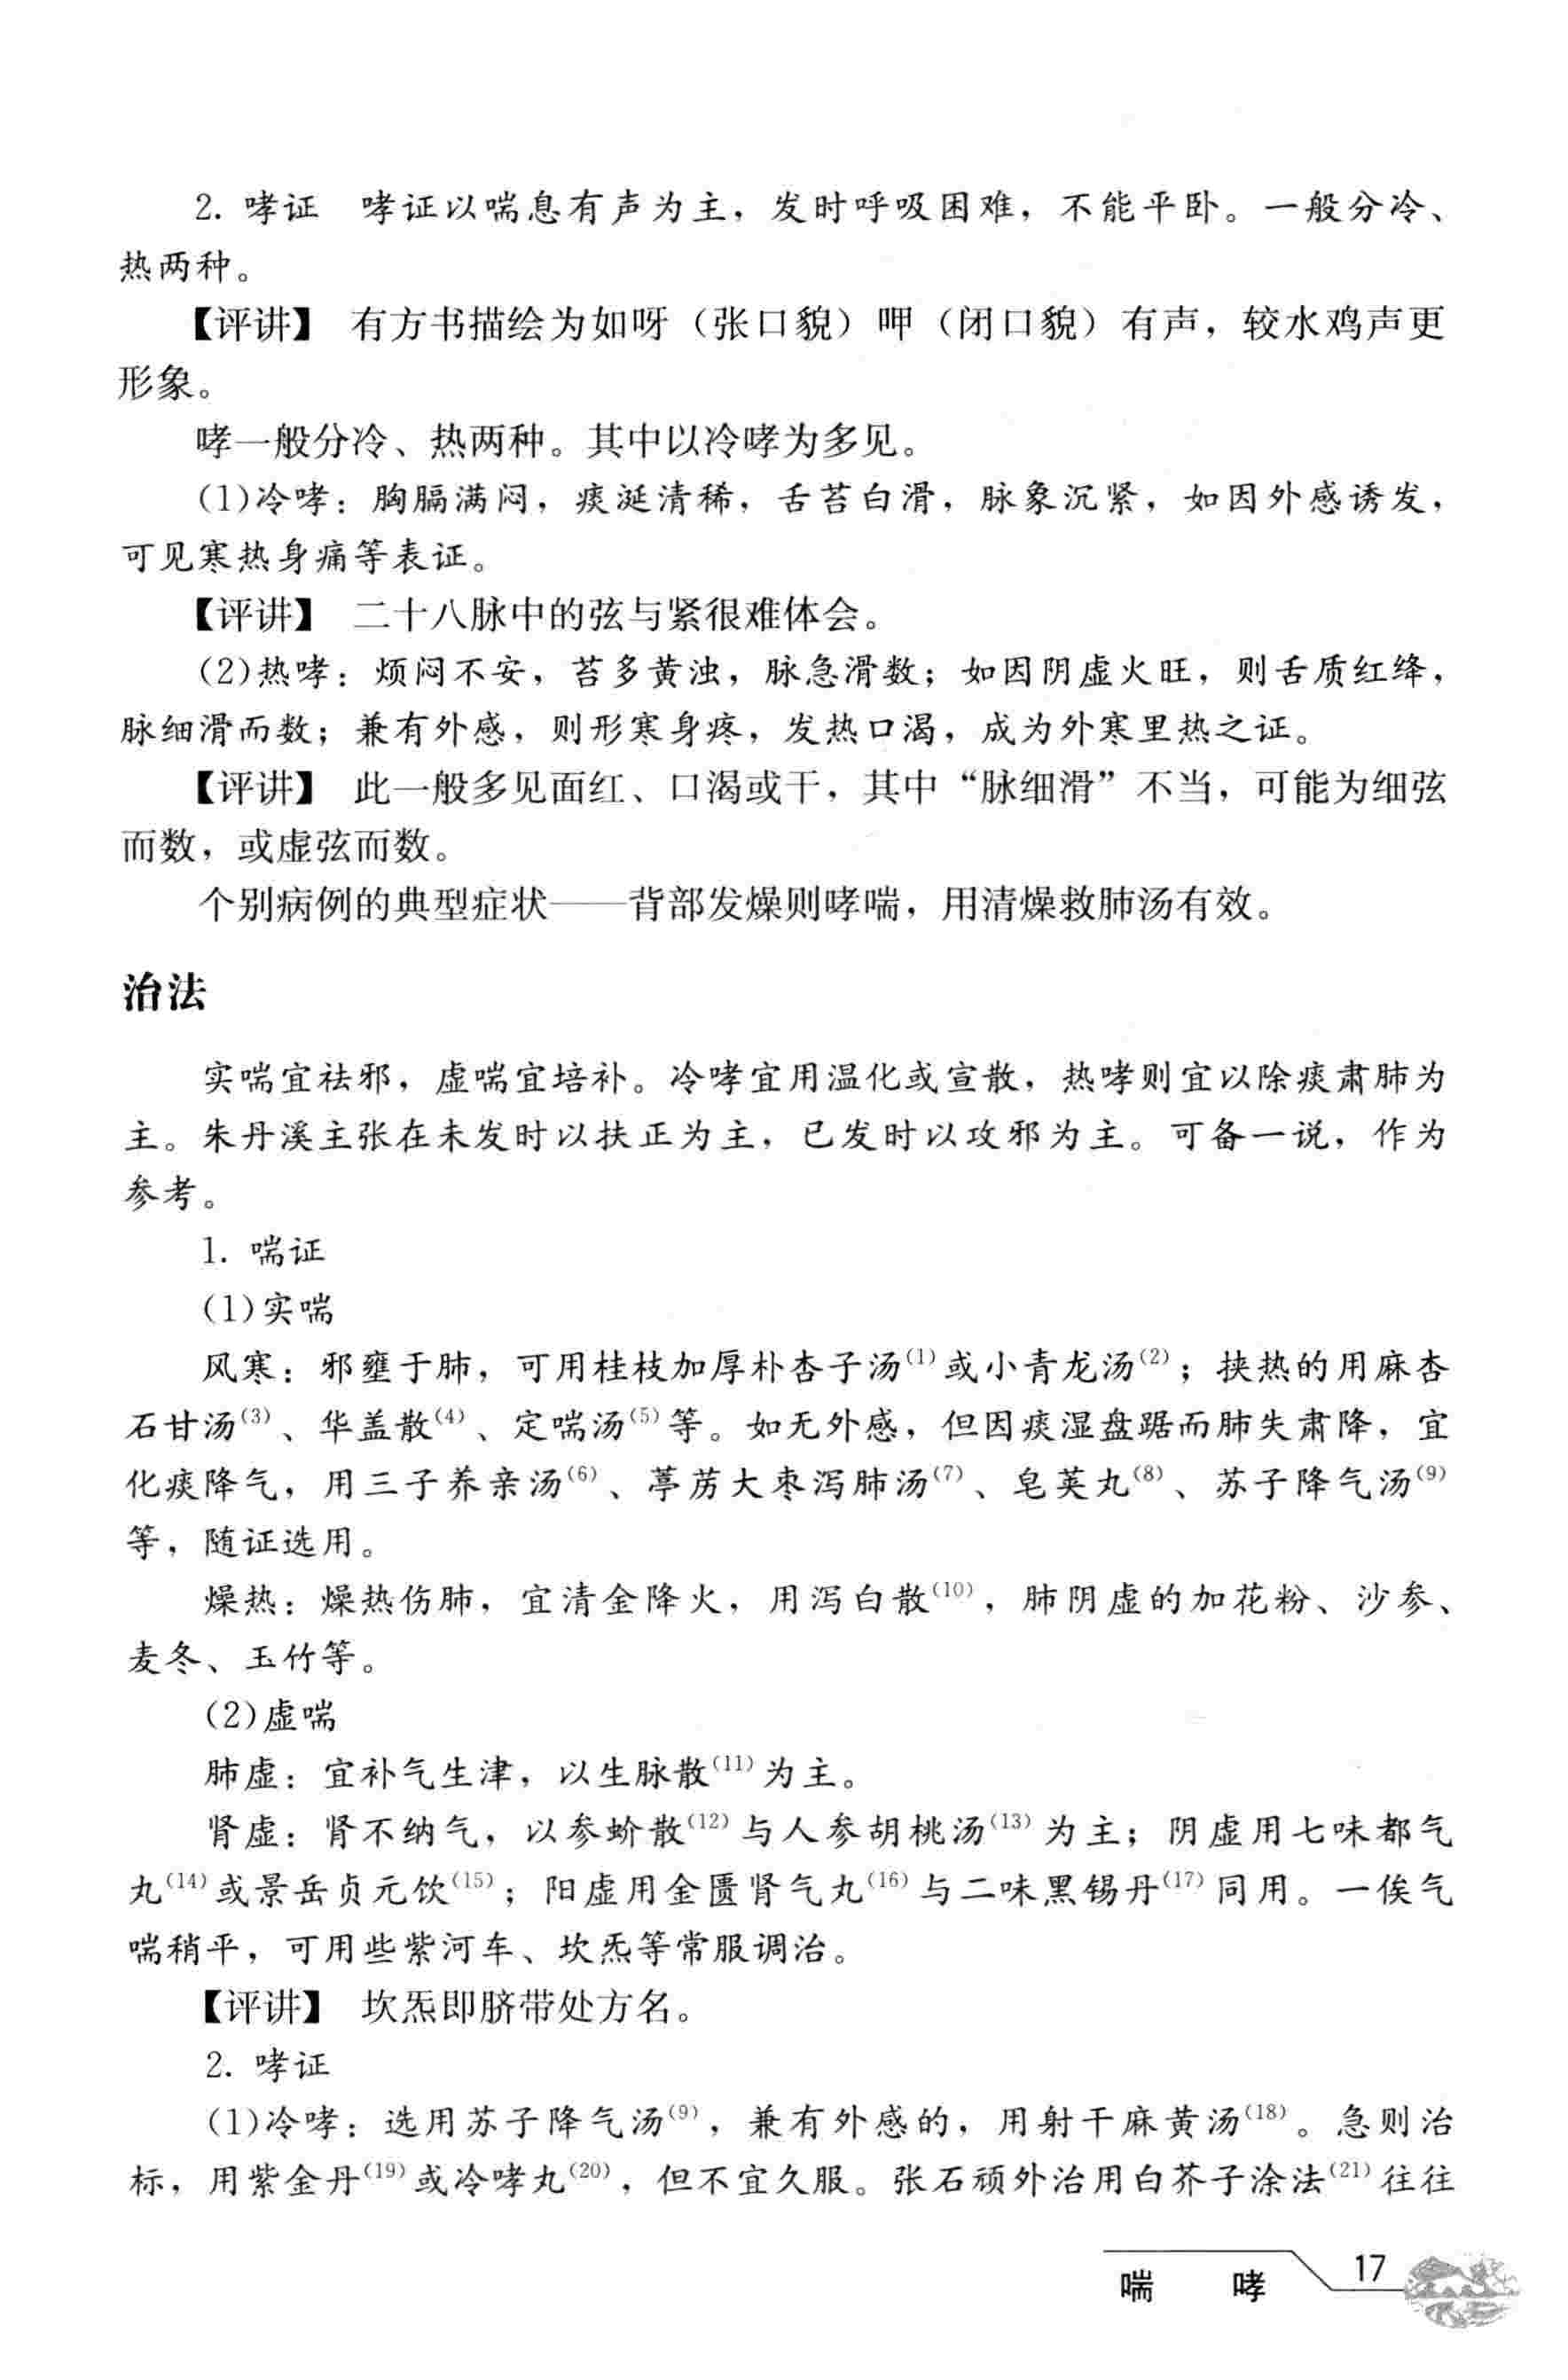 2. 哮证　哮证以喘息有声为主，发时呼吸困难，不能平卧。一般分冷、
热两种。
【评讲】　有方书描绘为如呀（张口貌）呷（闭口貌）有声，较水鸡声更
形象。
哮一般分冷、热两种。其中以冷哮为多见。
(1)冷哮：胸膈满闷，痰涎清稀，舌苔白滑，脉象沉紧，如因外感诱发，
可见寒热身痛等表证。
【评讲】　二十八脉中的弦与紧很难体会。
(2)热哮：烦闷不安，苔多黄浊，脉急滑数；如因阴虚火旺，则舌质红绛，
脉细滑而数；兼有外感，则形寒身疼，发热口渴，成为外寒里热之证。
【评讲】　此一般多见面红、口渴或干，其中“脉细滑”不当，可能为细弦
而数，或虚弦而数。
个别病例的典型症状——背部发燥则哮喘，用清燥救肺汤有效。
治法
实喘宜祛邪，虚喘宜培补。冷哮宜用温化或宣散，热哮则宜以除痰肃肺为
主。朱丹溪主张在未发时以扶正为主，已发时以攻邪为主。可备一说，作为
参考。
1. 喘证
(1)实喘
风寒：邪壅于肺，可用桂枝加厚朴杏子汤(1)或小青龙汤(2)；挟热的用麻杏
石甘汤(3)、华盖散(4)、定喘汤(5)等。如无外感，但因痰湿盘踞而肺失肃降，宜
化痰降气，用三子养亲汤(6)、葶苈大枣泻肺汤(7)、皂荚丸(8)、苏子降气汤(9)
等，随证选用。
燥热：燥热伤肺，宜清金降火，用泻白散(10)，肺阴虚的加花粉、沙参、
麦冬、玉竹等。
(2)虚喘
肺虚：宜补气生津，以生脉散(11)为主。
肾虚：肾不纳气，以参蚧散(12)与人参胡桃汤(13)为主；阴虚用七味都气
丸(14)或景岳贞元饮(15)；阳虚用金匮肾气丸(16)与二味黑锡丹(17)同用。一俟气
喘稍平，可用些紫河车、坎炁等常服调治。
【评讲】　坎炁即脐带处方名。
2. 哮证
(1)冷哮：选用苏子降气汤(9)，兼有外感的，用射干麻黄汤(18)。急则治
标，用紫金丹(19)或冷哮丸(20)，但不宜久服。张石顽外治用白芥子涂法(21)往往
喘　哮　17